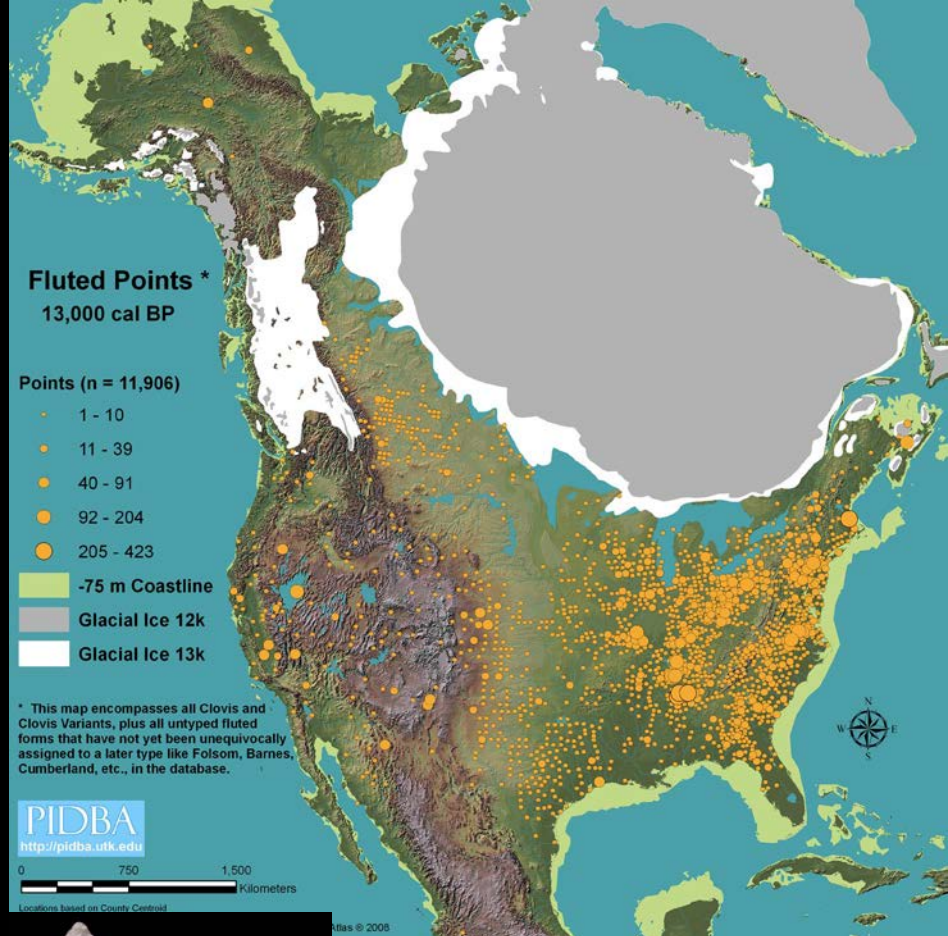 Fluted Points *
13,000 cal BP
Points (n = 11,906)
1 - 10
11 - 39
40 - 91
92 - 204
205 - 423
-75 m Coastline
Glacial Ice 12k
Glacial Ice 13k
* This map encompasses all Clovis and
Clovis Variants, plus all untyped fluted
forms that have not yet been unequivocally
assigned to a later type like Folsom, Barnes,
Cumberland, etc., in the database.
N
W E
S
PIDBA
http://pidba.utk.edu
0 750 1,500
Kilometers
Locations based on County Centroid
Atlas © 2008